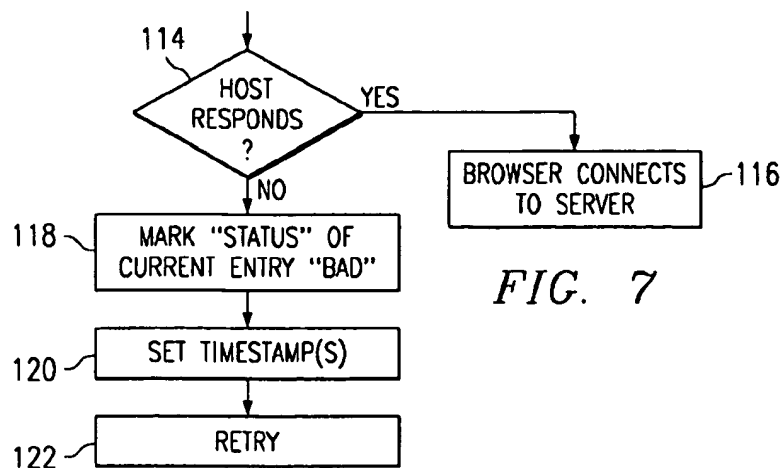 114
HOST
RESPONDS
?
YES
BROWSER CONNECTS
TO SERVER
116
NO
118
MARK "STATUS" OF
CURRENT ENTRY "BAD"
FIG. 7
120
SET TIMESTAMP(S)
122
RETRY